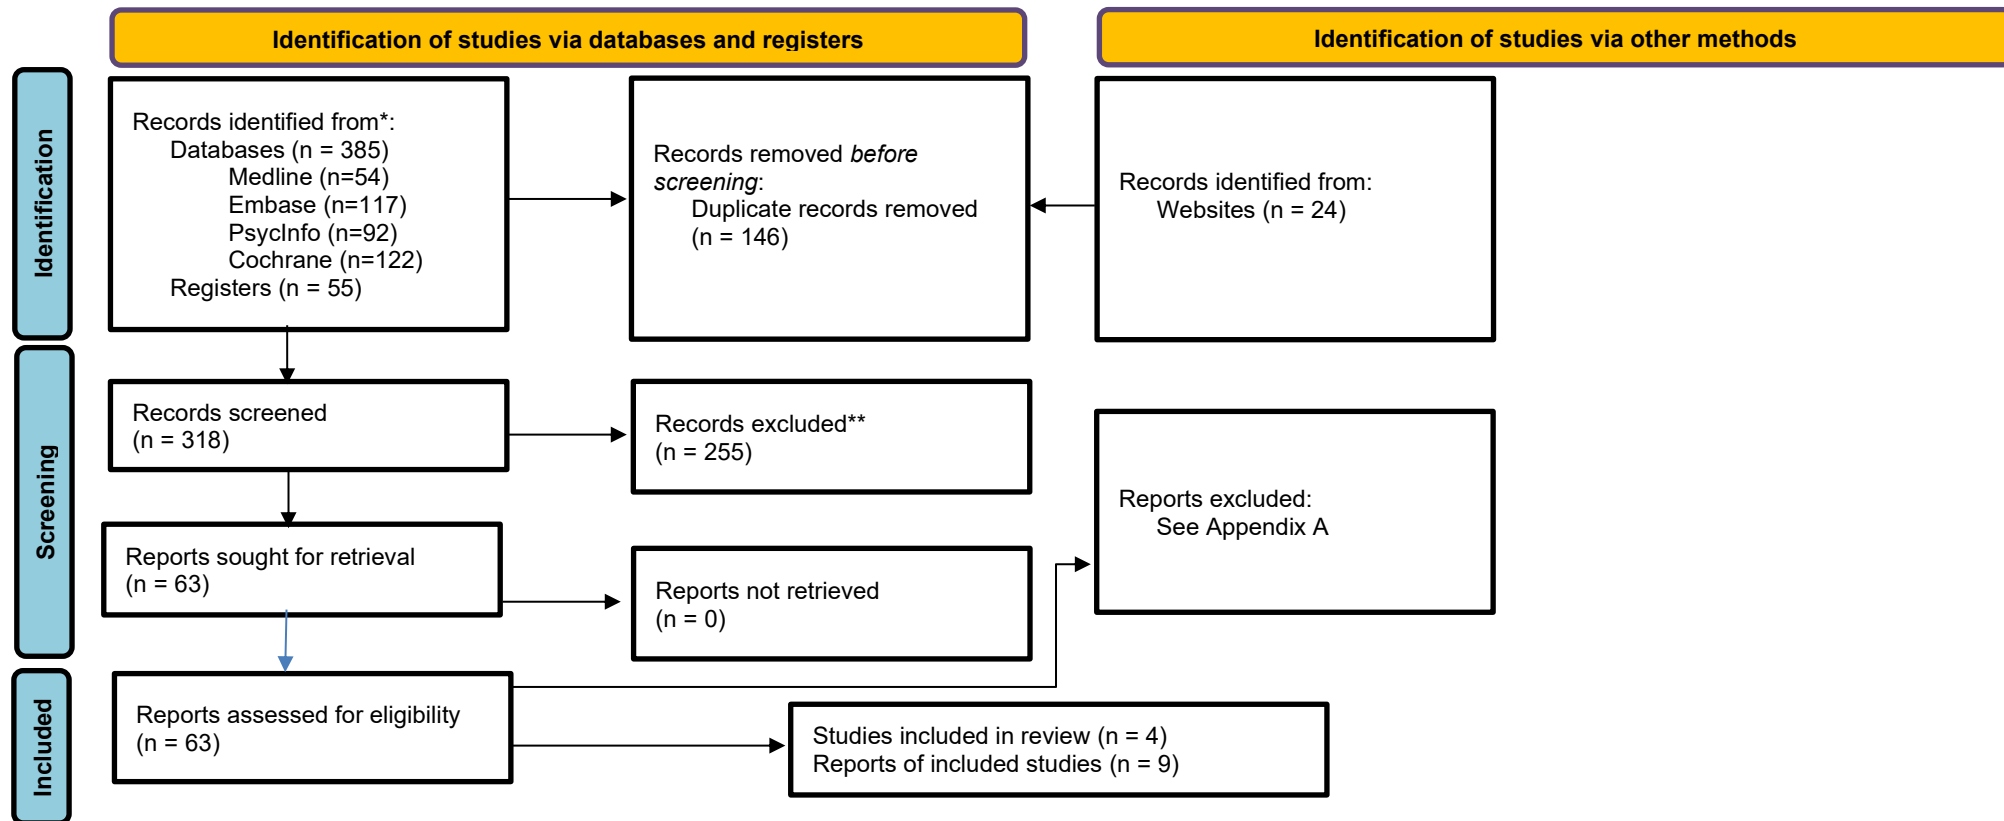 Identification of studies via databases and registers
Identification of studies via other methods
Identification
Records identified from*:
Databases (n = 385)
Medline (n=54)
Embase (n=117)
PsycInfo (n=92)
Cochrane (n=122)
Registers (n = 55)
Records removed before
screening:
Duplicate records removed
(n = 146)
Records identified from:
Websites (n = 24)
Screening
Records screened
(n = 318)
Records excluded**
(n = 255)
Reports sought for retrieval
(n = 63)
Reports not retrieved
(n = 0)
Reports excluded:
See Appendix A
Included
Reports assessed for eligibility
(n = 63)
Studies included in review (n = 4)
Reports of included studies (n = 9)